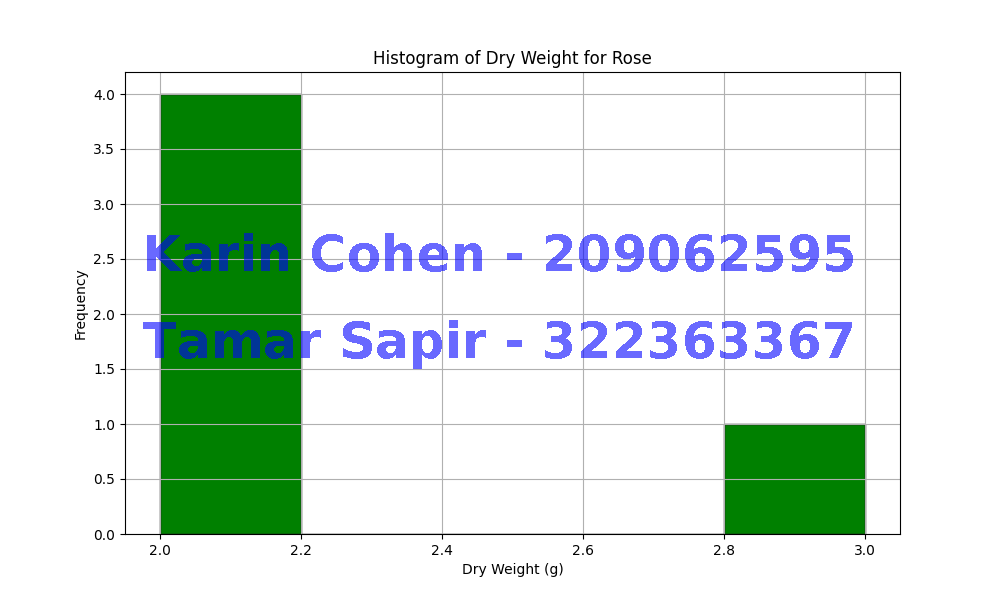 Histogram of Dry Weight for Rose
4.0
3.5
3.0
2.5
2.0
1.5
1.0
0.5
0.0
Frequency
Karin Cohen - 209062595
Tamar Sapir - 322363367
2.0 2.2 2.4 2.6 2.8 3.0
Dry Weight (g)